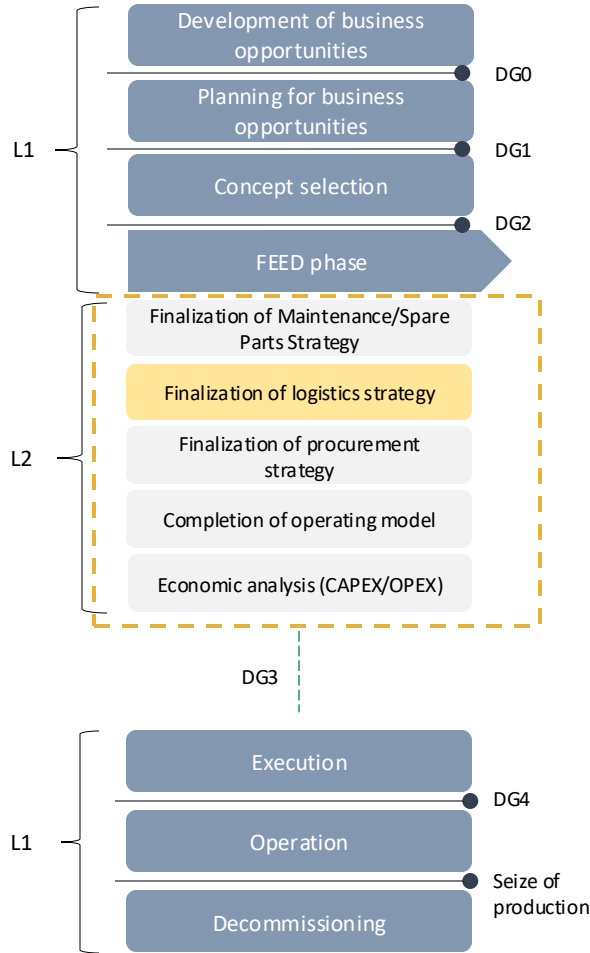 Development of business
opportunities
DG0
Planning for business
opportunities
L1
DG1
Concept selection
DG2
FEED phase
Finalization of Maintenance/Spare
Parts Strategy
Finalization of logistics strategy
L2
Finalization of procurement
strategy
Completion of operating model
Economic analysis (CAPEX/OPEX)
DG3
Execution
DG4
L1
Operation
Seize of
production
Decommissioning